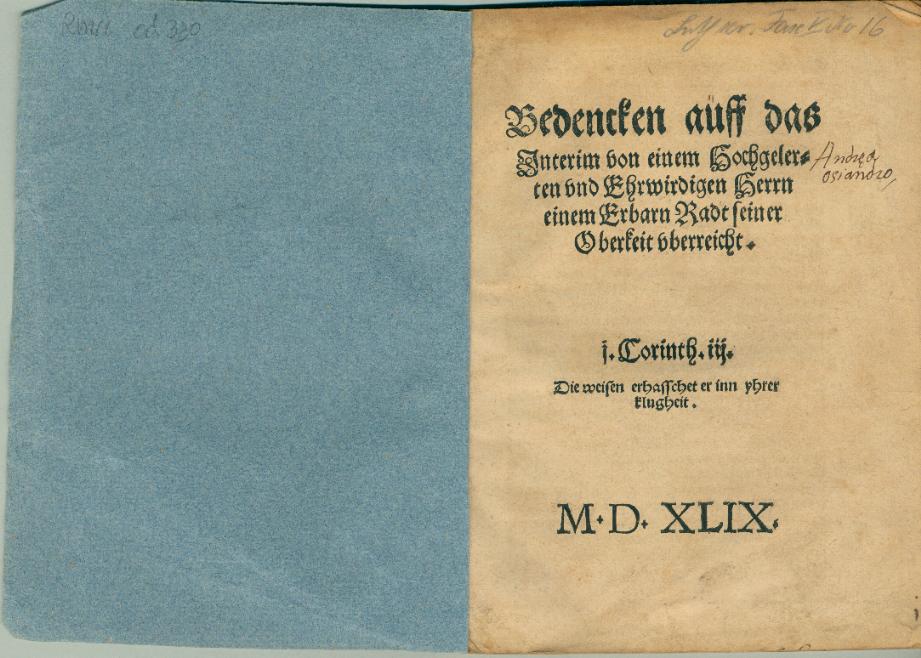 Bedencken auff das
Interim von einem Hochgeler=
ten vnd Ehrwirdigen Herrn
einem Erbarn Radt seiner
Oberkeit vberreicht.
Andrea
osiandro,
j. Corinth. iij.
Die weisen erhasschet er inn yhrer
klugheit.
M. D. XLIX.